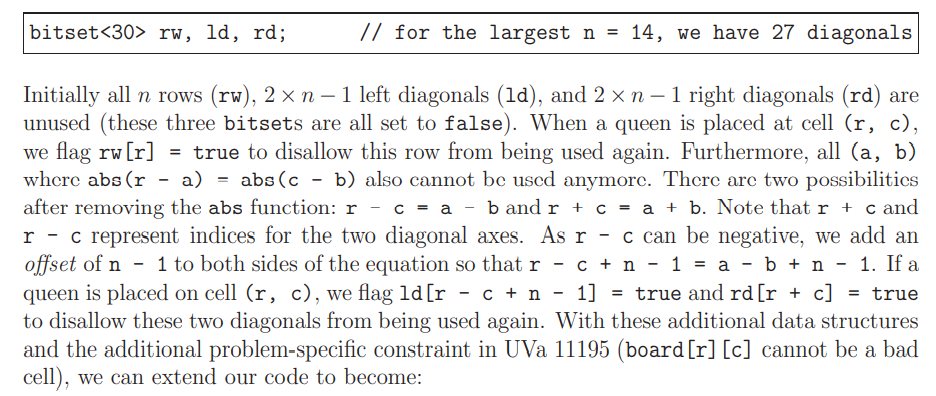 bitset<30> rw, ld, rd; // for the largest n = 14, we have 27 diagonals
Initially all n rows (rw), 2 × n − 1 left diagonals (ld), and 2 × n − 1 right diagonals (rd) are
unused (these three bitsets are all set to false). When a queen is placed at cell (r, c),
we flag rw[r] = true to disallow this row from being used again. Furthermore, all (a, b)
where abs(r - a) = abs(c - b) also cannot be used anymore. There are two possibilities
after removing the abs function: r - c = a - b and r + c = a + b. Note that r + c and
r - c represent indices for the two diagonal axes. As r - c can be negative, we add an
offset of n - 1 to both sides of the equation so that r - c + n - 1 = a - b + n - 1. If a
queen is placed on cell (r, c), we flag ld[r - c + n - 1] = true and rd[r + c] = true
to disallow these two diagonals from being used again. With these additional data structures
and the additional problem-specific constraint in UVa 11195 (board[r][c] cannot be a bad
cell), we can extend our code to become: